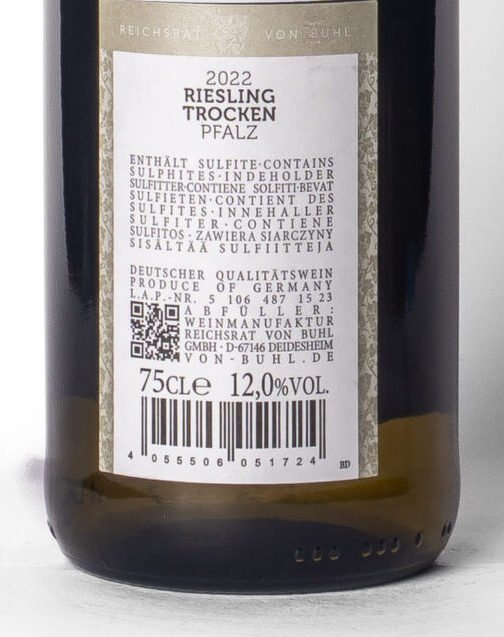 REICHSRAT VON BUHL
2022
RIESLING
TROCKEN
PFALZ
ENTHÄLT SULFITE·CONTAINS
SULPHITES·INDEHOLDER
SULFITTER·CONTIENE SOLFITI·BEVAT
SULFIETEN·CONTIENT DES
SULFITES·INNEHALLER
SULFITER·CONTIENE
SULFITOS·ZAWIERA SIARCZYNY
SISÄLTÄÄ SULFIITTEJA
DEUTSCHER QUALITÄTSWEIN
PRODUCE OF GERMANY
L.A.P.-NR. 5 106 487 15 23
ABFÜLLER:
WEINMANUFAKTUR
REICHSRAT VON BUHL
GMBH · D-67146 DEIDESHEIM
VON-BUHL.DE
75CLe 12,0%VOL.
4 055506 051724
BD